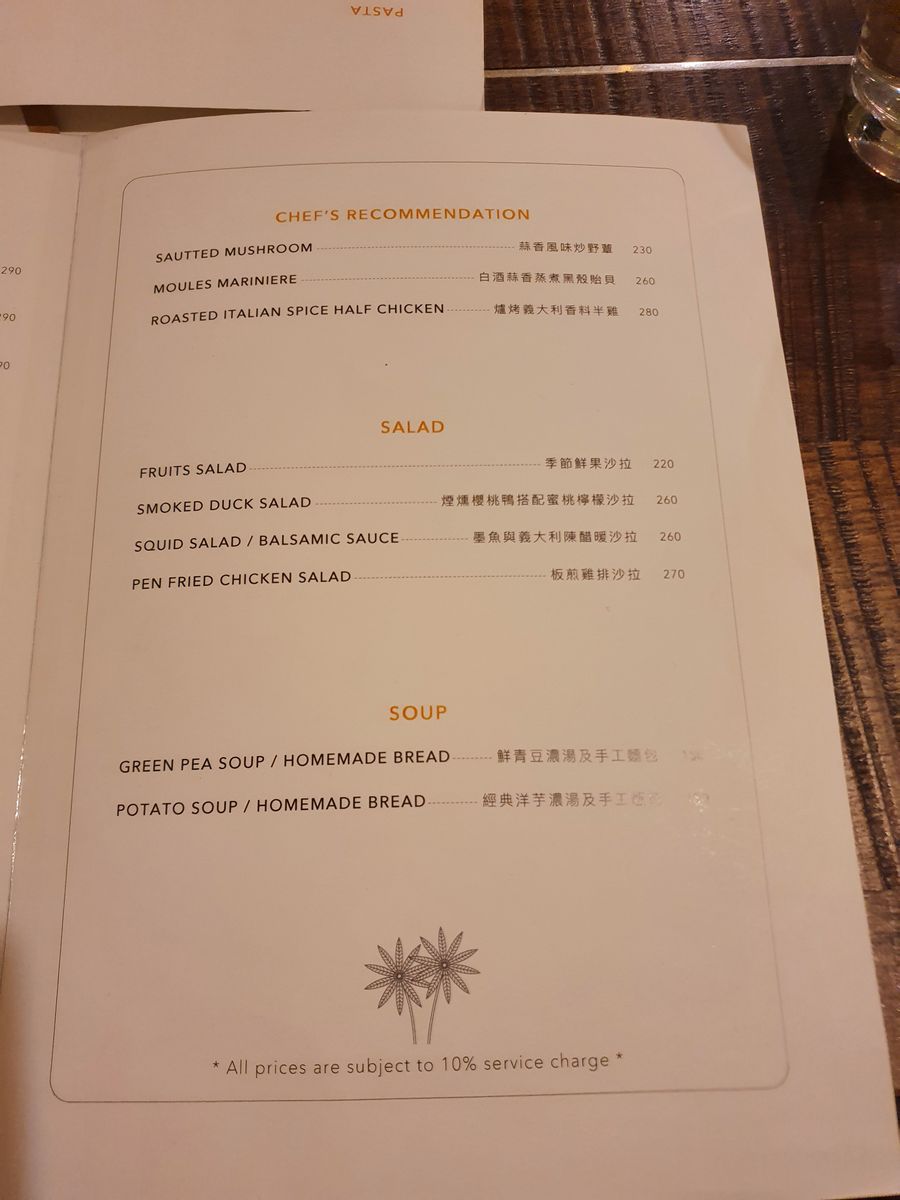 PASTA
290
290
90
CHEF'S RECOMMENDATION
SAUTTED MUSHROOM 蒜香風味炒野蕈 230
MOULES MARINIERE 白酒蒜香蒸煮黑殼貽貝 260
ROASTED ITALIAN SPICE HALF CHICKEN 爐烤義大利香料半雞 280
SALAD
FRUITS SALAD 季節鮮果沙拉 220
SMOKED DUCK SALAD 煙燻櫻桃鴨搭配蜜桃檸檬沙拉 260
SQUID SALAD / BALSAMIC SAUCE 墨魚與義大利陳醋暖沙拉 260
PEN FRIED CHICKEN SALAD 板煎雞排沙拉 270
SOUP
GREEN PEA SOUP / HOMEMADE BREAD 鮮青豆濃湯及手工麵包
POTATO SOUP / HOMEMADE BREAD 經典洋芋濃湯及手工麵包
* All prices are subject to 10% service charge *